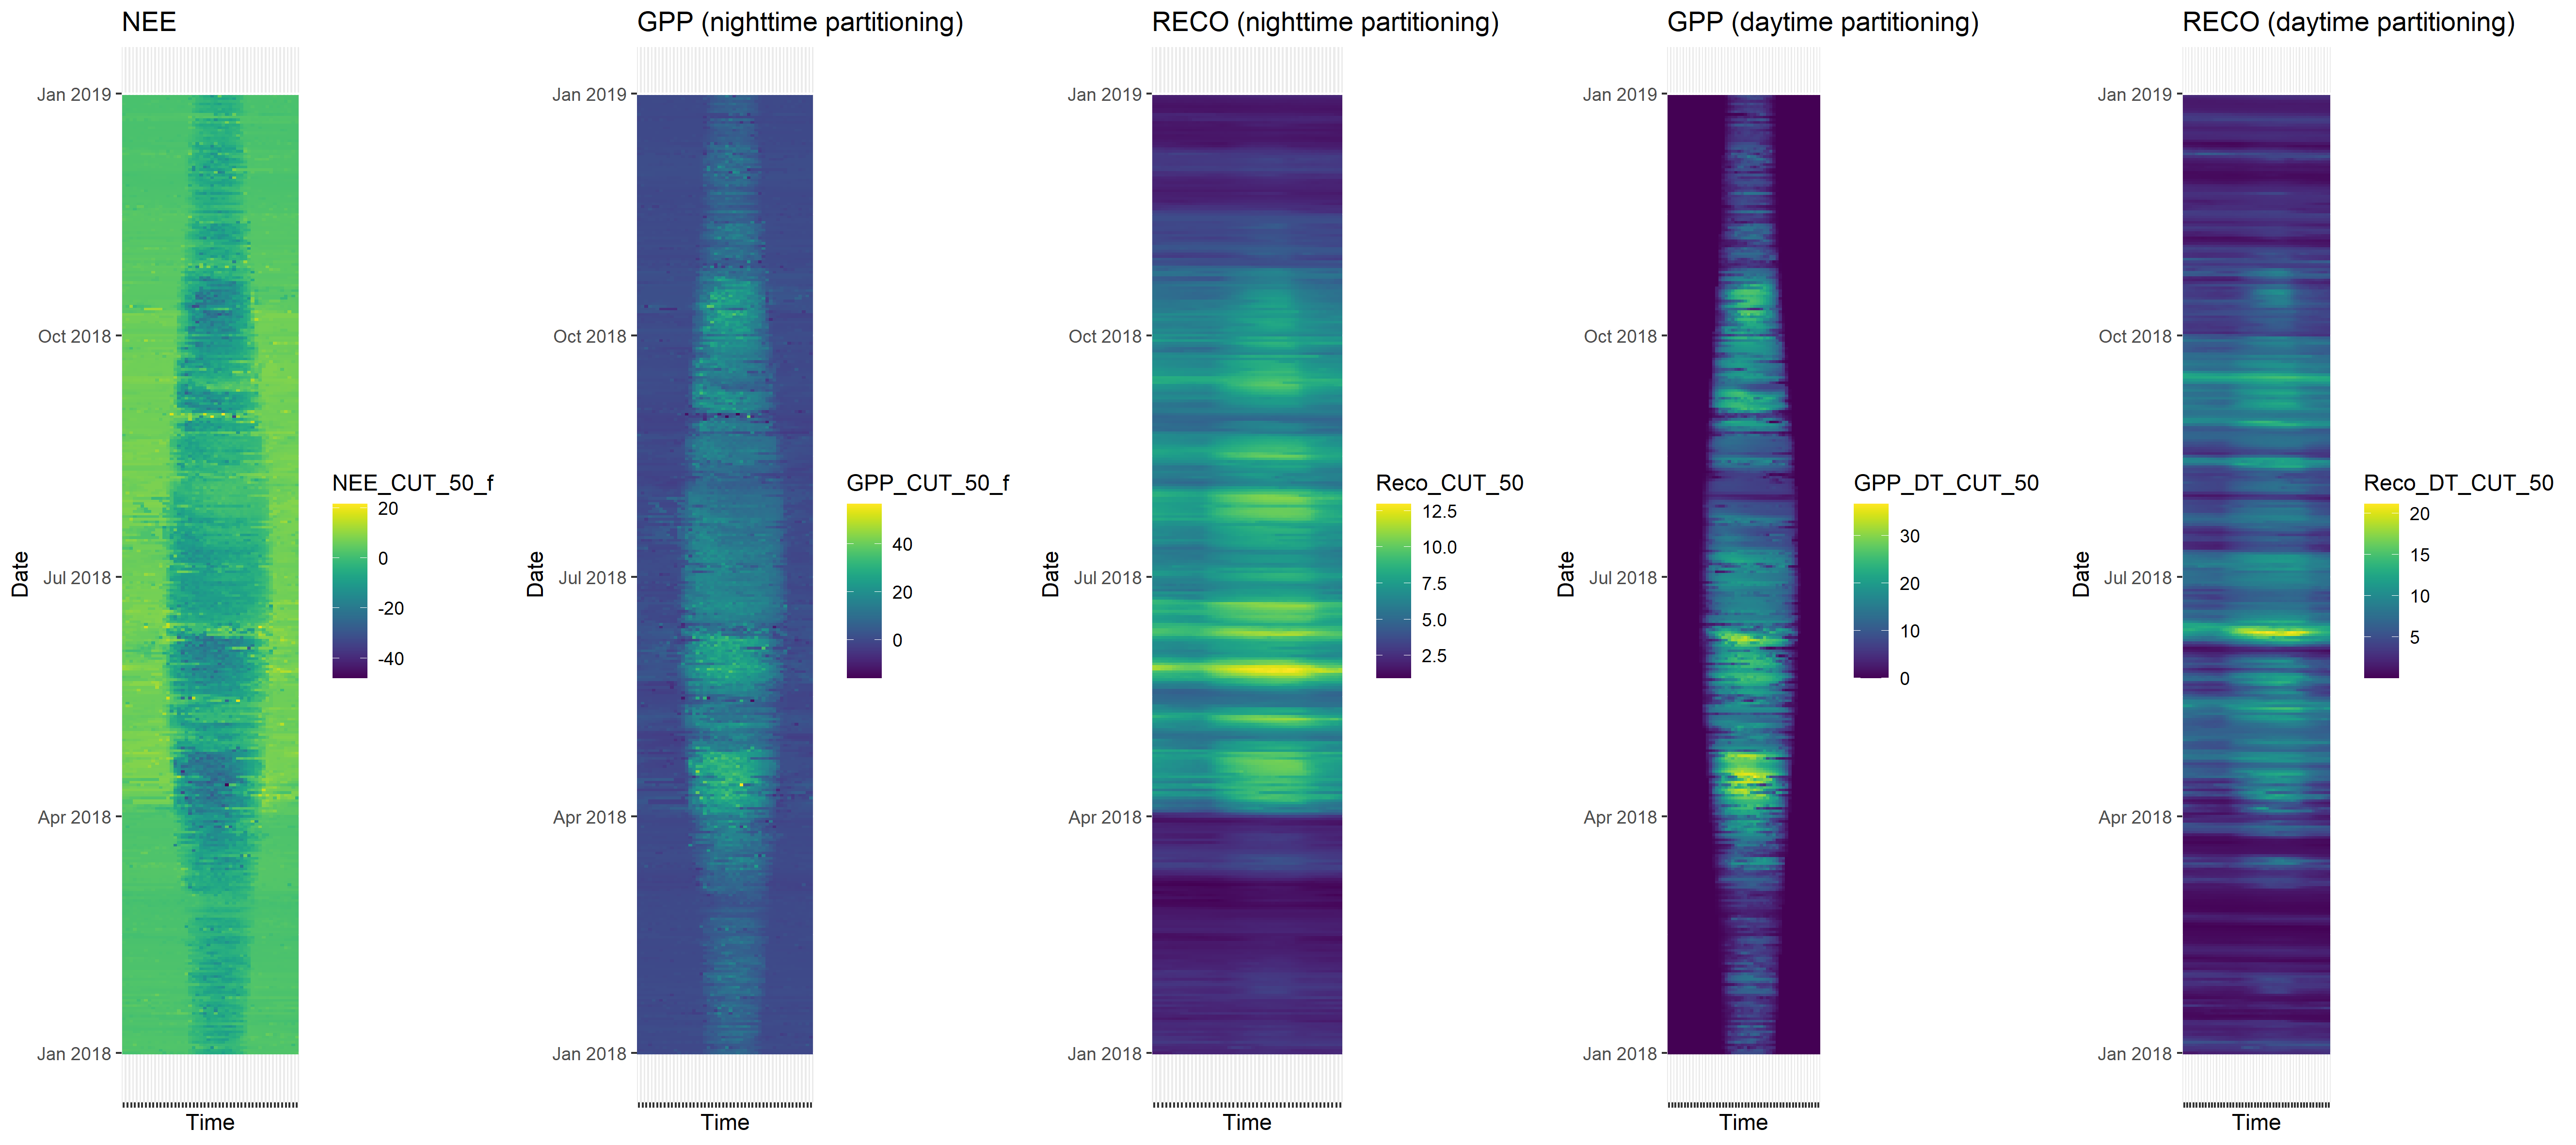 NEE
Jan 2019
Oct 2018
Jul 2018
Apr 2018
Jan 2018
Date
Time
NEE_CUT_50_f
20
0
-20
-40
GPP (nighttime partitioning)
Jan 2019
Oct 2018
Jul 2018
Apr 2018
Jan 2018
Date
Time
GPP_CUT_50_f
40
20
0
RECO (nighttime partitioning)
Jan 2019
Oct 2018
Jul 2018
Apr 2018
Jan 2018
Date
Time
Reco_CUT_50
12.5
10.0
7.5
5.0
2.5
GPP (daytime partitioning)
Jan 2019
Oct 2018
Jul 2018
Apr 2018
Jan 2018
Date
Time
GPP_DT_CUT_50
30
20
10
0
RECO (daytime partitioning)
Jan 2019
Oct 2018
Jul 2018
Apr 2018
Jan 2018
Date
Time
Reco_DT_CUT_50
20
15
10
5